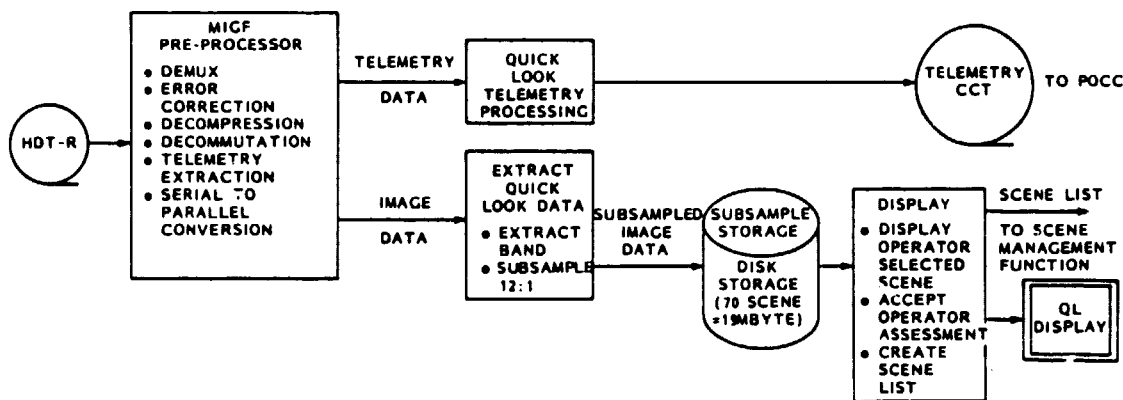 HDT-R
MIGF
PRE-PROCESSOR
● DEMUX
● ERROR
CORRECTION
● DECOMPRESSION
● DECOMMUTATION
● TELEMETRY
EXTRACTION
● SERIAL TO
PARALLEL
CONVERSION
TELEMETRY
DATA
QUICK
LOOK
TELEMETRY
PROCESSING
TELEMETRY
CCT
TO POCC
IMAGE
DATA
EXTRACT
QUICK
LOOK DATA
● EXTRACT
BAND
● SUBSAMPLE
12:1
SUBSAMPLED
IMAGE
DATA
SUBSAMPLE
STORAGE
DISK
STORAGE
(70 SCENE
=19MBYTE)
DISPLAY
● DISPLAY
OPERATOR
SELECTED
SCENE
● ACCEPT
OPERATOR
ASSESSMENT
● CREATE
SCENE
LIST
SCENE LIST
TO SCENE
MANAGEMENT
FUNCTION
QL
DISPLAY